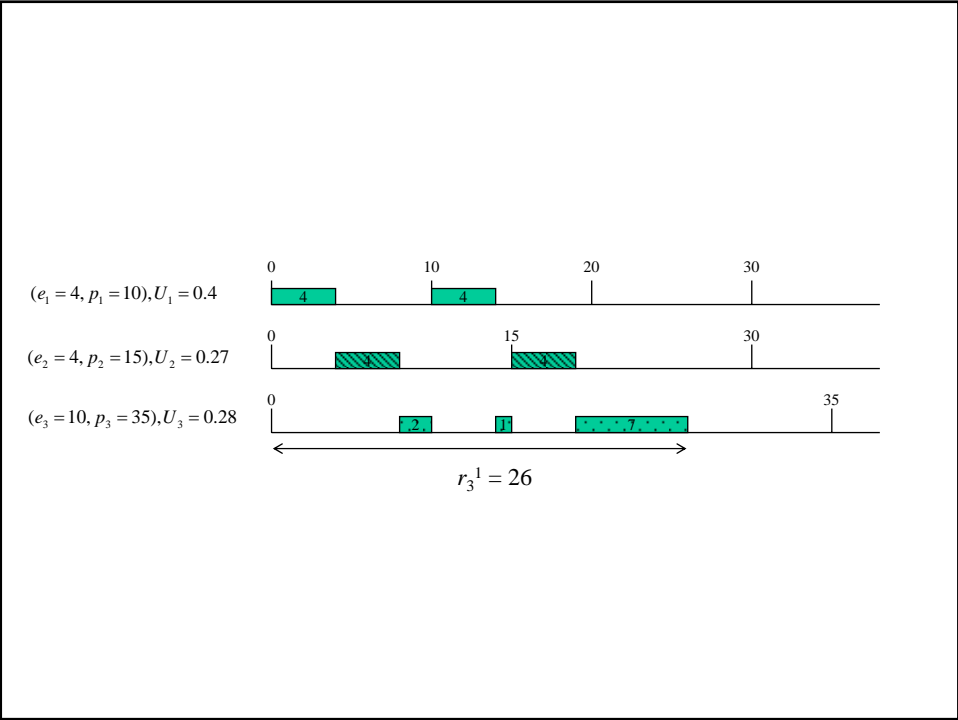 0 10 20 30
(e₁ = 4, p₁ = 10), U₁ = 0.4 4 4
0 15 30
(e₂ = 4, p₂ = 15), U₂ = 0.27 4 4
0 35
(e₃ = 10, p₃ = 35), U₃ = 0.28 2 1 7
r₃¹ = 26